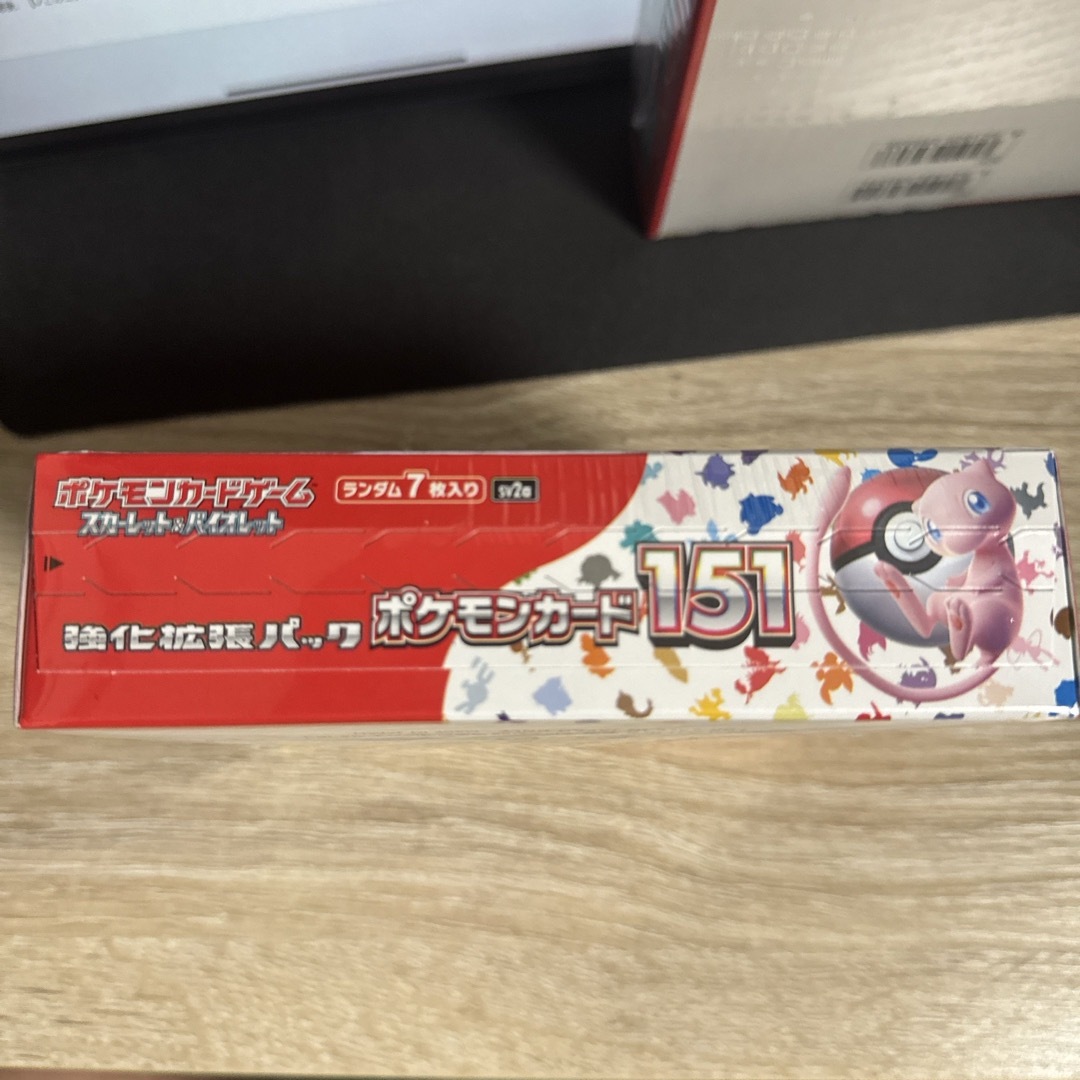 ポケモンカードゲーム
スカーレット&バイオレット
ランダム7枚入り
sv2a
強化拡張パック
ポケモンカード151